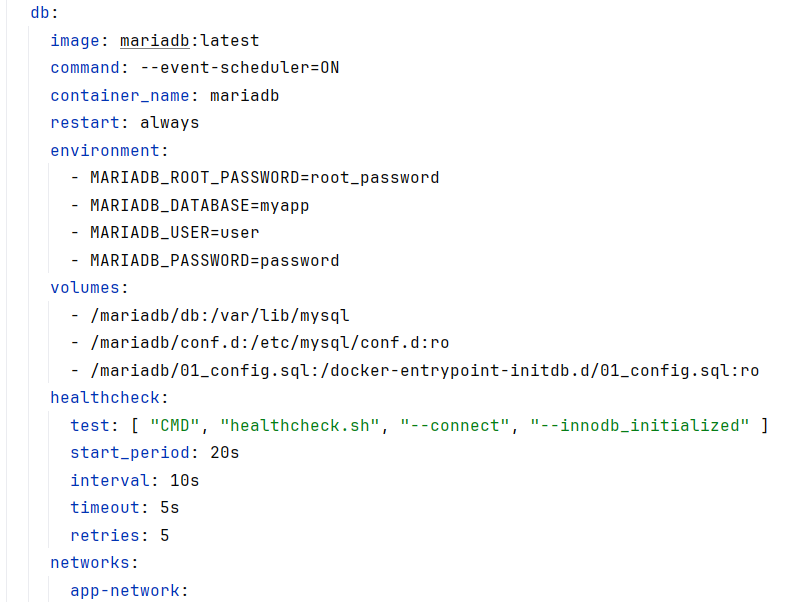 db:
image: mariadb:latest
command: --event-scheduler=ON
container_name: mariadb
restart: always
environment:
- MARIADB_ROOT_PASSWORD=root_password
- MARIADB_DATABASE=myapp
- MARIADB_USER=user
- MARIADB_PASSWORD=password
volumes:
- /mariadb/db:/var/lib/mysql
- /mariadb/conf.d:/etc/mysql/conf.d:ro
- /mariadb/01_config.sql:/docker-entrypoint-initdb.d/01_config.sql:ro
healthcheck:
test: [ "CMD", "healthcheck.sh", "--connect", "--innodb_initialized" ]
start_period: 20s
interval: 10s
timeout: 5s
retries: 5
networks:
app-network: